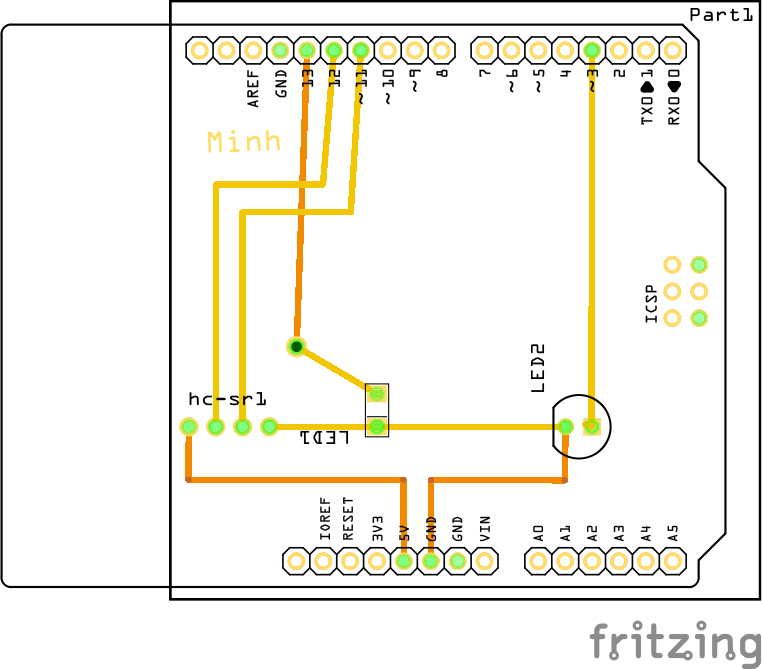 Part1
AREF
GND
13
12
~11
~10
~9
8
7
~6
~5
4
~3
2
TX0▶1
RX0◀0
Minh
ICSP
LED2
hc-sr1
LED1
IOREF
RESET
3V3
5V
GND
GND
VIN
A0
A1
A2
A3
A4
A5
fritzing